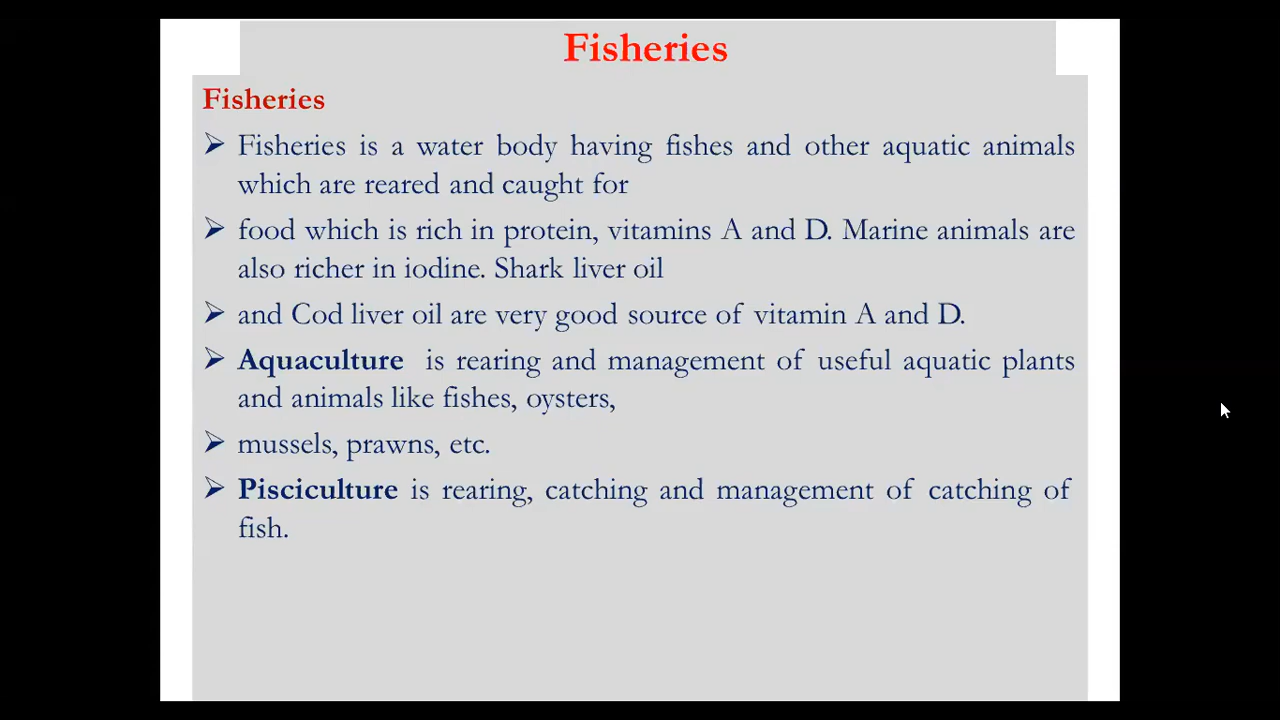 Fisheries
Fisheries
➢ Fisheries is a water body having fishes and other aquatic animals
which are reared and caught for
➢ food which is rich in protein, vitamins A and D. Marine animals are
also richer in iodine. Shark liver oil
➢ and Cod liver oil are very good source of vitamin A and D.
➢ Aquaculture is rearing and management of useful aquatic plants
and animals like fishes, oysters,
➢ mussels, prawns, etc.
➢ Pisciculture is rearing, catching and management of catching of
fish.